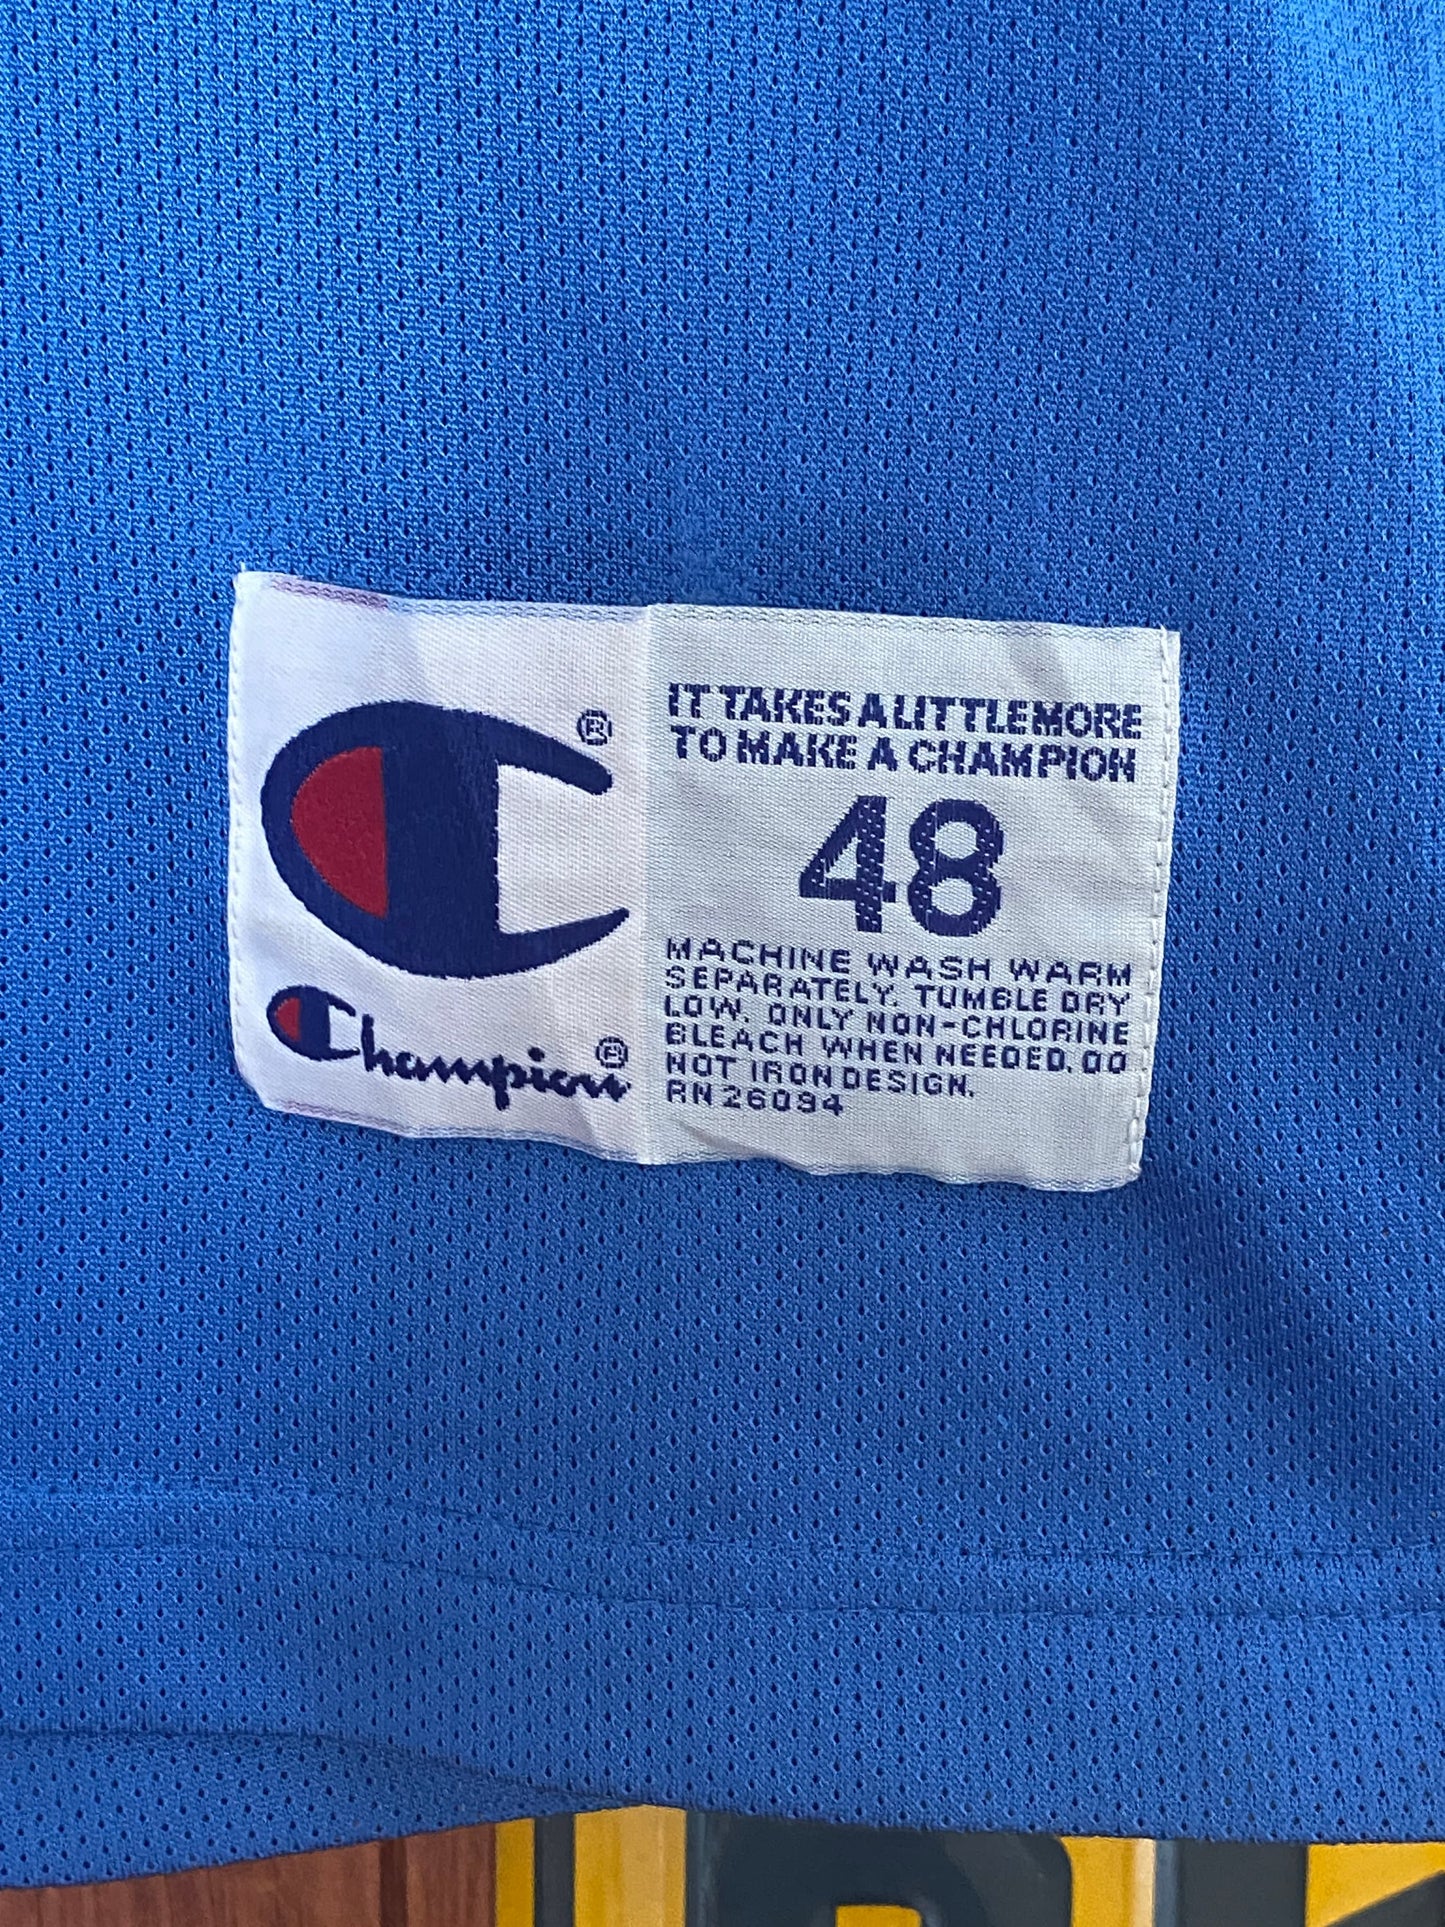 ®
Champion®
IT TAKES A LITTLE MORE
TO MAKE A CHAMPION
48
MACHINE WASH WARM
SEPARATELY. TUMBLE DRY
LOW. ONLY NON-CHLORINE
BLEACH WHEN NEEDED. DO
NOT IRON DESIGN.
RN 26094